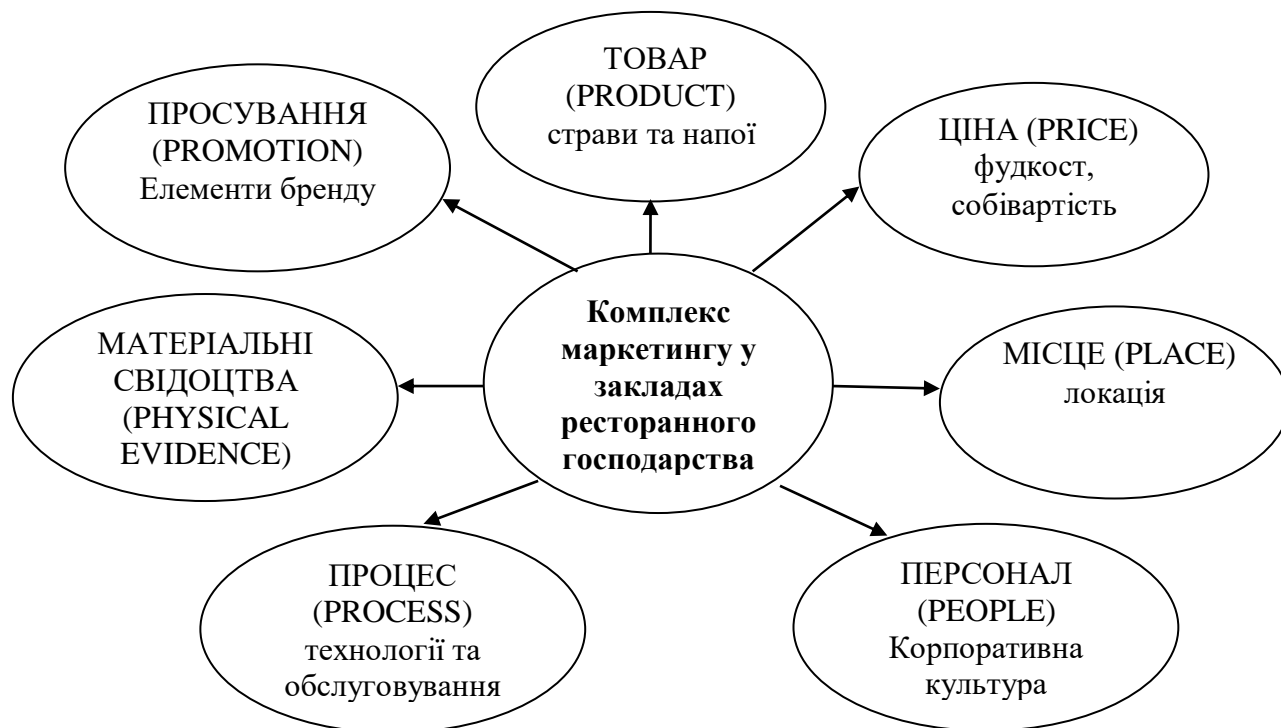 ТОВАР
(PRODUCT)
страви та напої
ПРОСУВАННЯ
(PROMOTION)
Елементи бренду
ЦІНА (PRICE)
фудкост,
собівартість
МАТЕРІАЛЬНІ
СВІДОЦТВА
(PHYSICAL
EVIDENCE)
Комплекс
маркетингу у
закладах
ресторанного
господарства
МІСЦЕ (PLACE)
локація
ПРОЦЕС
(PROCESS)
технології та
обслуговування
ПЕРСОНАЛ
(PEOPLE)
Корпоративна
культура